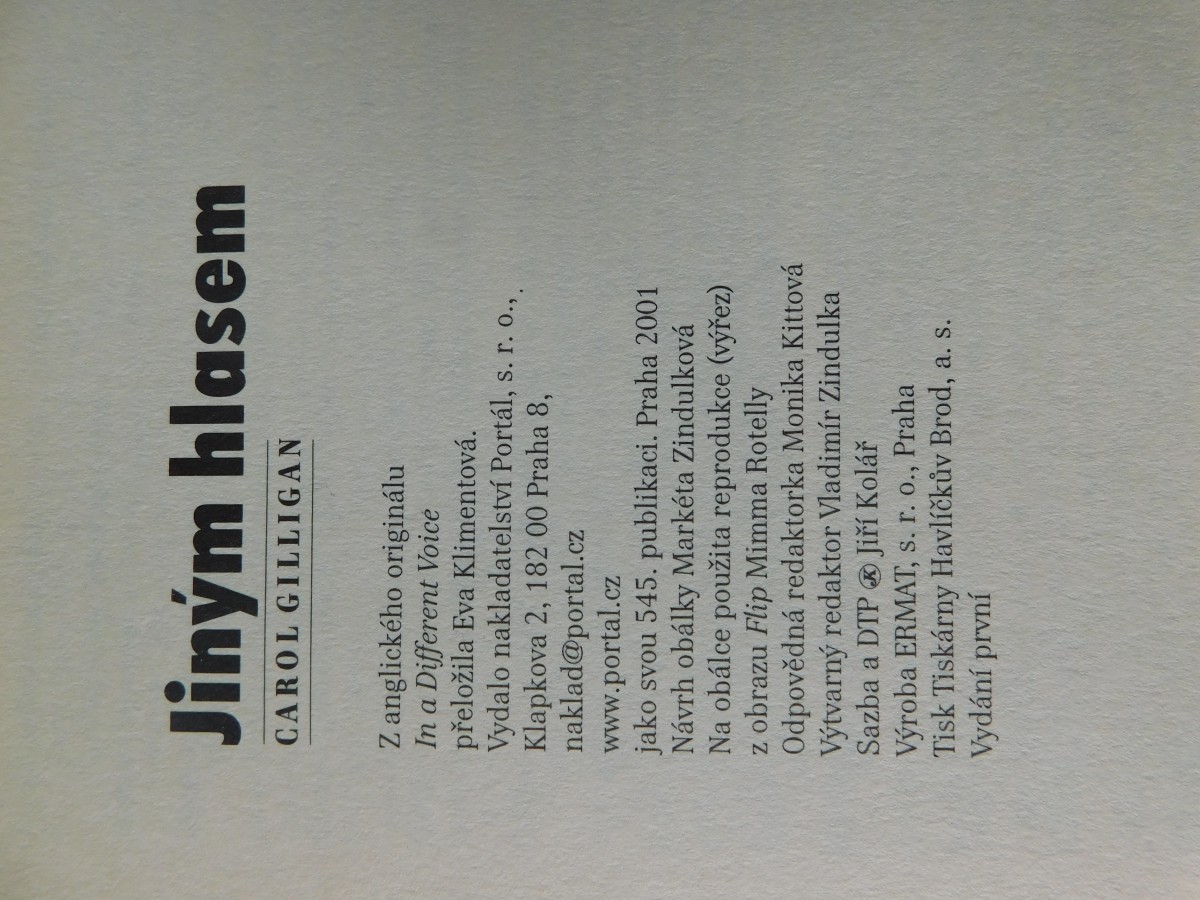 Jiným hlasem
CAROL GILLIGAN
Z anglického originálu
In a Different Voice
přeložila Eva Klimentová.
Vydalo nakladatelství Portál, s. r. o.,
Klapkova 2, 182 00 Praha 8,
naklad@portal.cz
www.portal.cz
jako svou 545. publikaci. Praha 2001
Návrh obálky Markéta Zindulková
Na obálce použita reprodukce (výřez)
z obrazu Flip Mimma Rotelly
Odpovědná redaktorka Monika Kittová
Výtvarný redaktor Vladimír Zindulka
Sazba a DTP JK Jiří Kolář
Výroba ERMAT, s. r. o., Praha
Tisk Tiskárny Havlíčkův Brod, a. s.
Vydání první